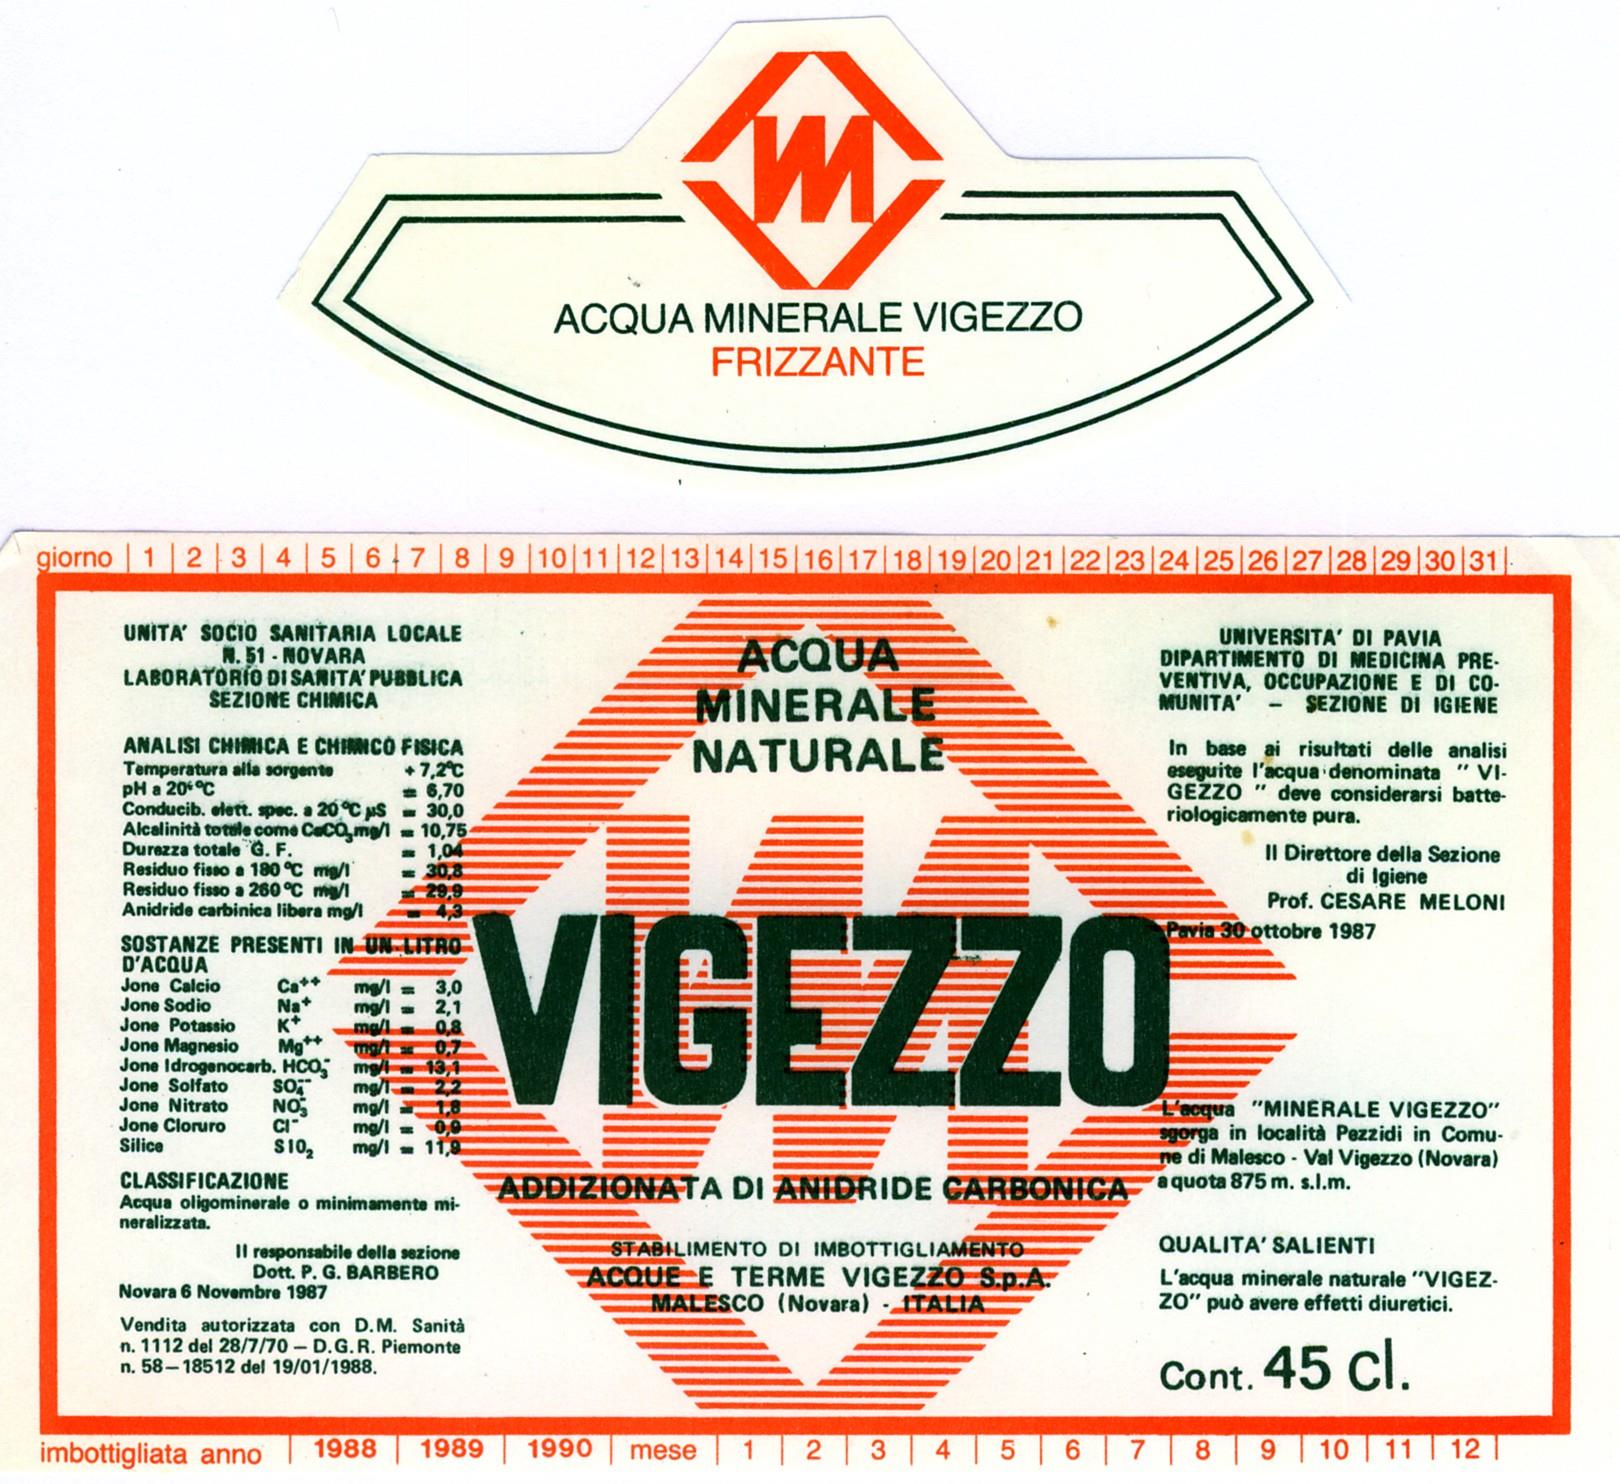 ACQUA MINERALE VIGEZZO
FRIZZANTE
giorno | 1 | 2 | 3 | 4 | 5 | 6 | 7 | 8 | 9 | 10 | 11 | 12 | 13 | 14 | 15 | 16 | 17 | 18 | 19 | 20 | 21 | 22 | 23 | 24 | 25 | 26 | 27 | 28 | 29 | 30 | 31 |
UNITA' SOCIO SANITARIA LOCALE
N. 51 - NOVARA
LABORATORIO DI SANITA' PUBBLICA
SEZIONE CHIMICA
ANALISI CHIMICA E CHIMICO FISICA
Temperatura alla sorgente + 7,2°C
pH a 20°C = 6,70
Conducib. elett. spec. a 20°C µS = 30,0
Alcalinità totale come CaCO3 mg/l = 10,75
Durezza totale G. F. = 1,04
Residuo fisso a 180°C mg/l = 30,8
Residuo fisso a 260°C mg/l = 29,9
Anidride carbinica libera mg/l = 4,3
SOSTANZE PRESENTI IN UN LITRO
D'ACQUA
Jone Calcio Ca++ mg/l = 3,0
Jone Sodio Na+ mg/l = 2,1
Jone Potassio K+ mg/l = 0,8
Jone Magnesio Mg++ mg/l = 0,7
Jone Idrogenocarb. HCO3- mg/l = 13,1
Jone Solfato SO4-- mg/l = 2,2
Jone Nitrato NO3- mg/l = 1,8
Jone Cloruro Cl- mg/l = 0,9
Silice SIO2 mg/l = 11,9
CLASSIFICAZIONE
Acqua oligominerale o minimamente mi-
neralizzata.
Il responsabile della sezione
Dott. P. G. BARBERO
Novara 6 Novembre 1987
Vendita autorizzata con D.M. Sanità
n. 1112 del 28/7/70 — D.G.R. Piemonte
n. 58—18512 del 19/01/1988.
ACQUA
MINERALE
NATURALE
VIGEZZO
ADDIZIONATA DI ANIDRIDE CARBONICA
STABILIMENTO DI IMBOTTIGLIAMENTO
ACQUE E TERME VIGEZZO S.p.A.
MALESCO (Novara) - ITALIA
UNIVERSITA' DI PAVIA
DIPARTIMENTO DI MEDICINA PRE-
VENTIVA, OCCUPAZIONE E DI CO-
MUNITA' — SEZIONE DI IGIENE
In base ai risultati delle analisi
eseguite l'acqua denominata " VI-
GEZZO " deve considerarsi batte-
riologicamente pura.
Il Direttore della Sezione
di Igiene
Prof. CESARE MELONI
Pavia 30 ottobre 1987
L'acqua "MINERALE VIGEZZO"
sgorga in località Pezzidi in Comu-
ne di Malesco - Val Vigezzo (Novara)
a quota 875 m. s.l.m.
QUALITA' SALIENTI
L'acqua minerale naturale "VIGEZ-
ZO" può avere effetti diuretici.
Cont. 45 Cl.
imbottigliata anno | 1988 | 1989 | 1990 | mese | 1 | 2 | 3 | 4 | 5 | 6 | 7 | 8 | 9 | 10 | 11 | 12 |